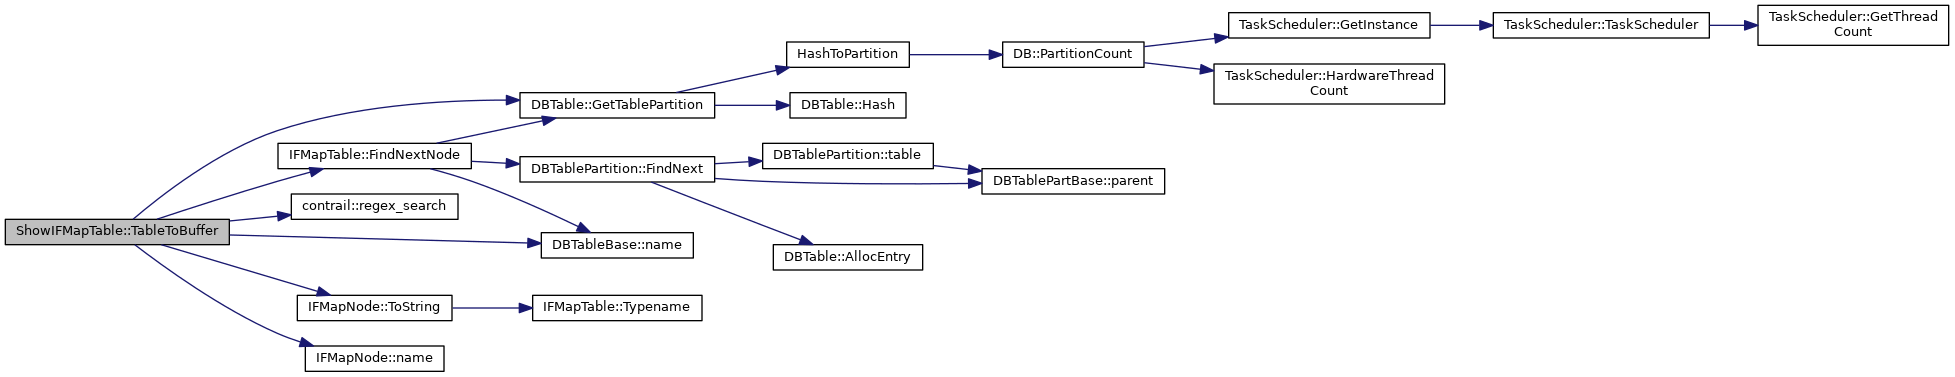 TaskScheduler::GetThread
Count
TaskScheduler::GetInstance
TaskScheduler::TaskScheduler
HashToPartition
DB::PartitionCount
TaskScheduler::HardwareThread
Count
DBTable::GetTablePartition
DBTable::Hash
IFMapTable::FindNextNode
DBTablePartition::FindNext
DBTablePartition::table
DBTablePartBase::parent
contrail::regex_search
ShowIFMapTable::TableToBuffer
DBTableBase::name
DBTable::AllocEntry
IFMapNode::ToString
IFMapTable::Typename
IFMapNode::name